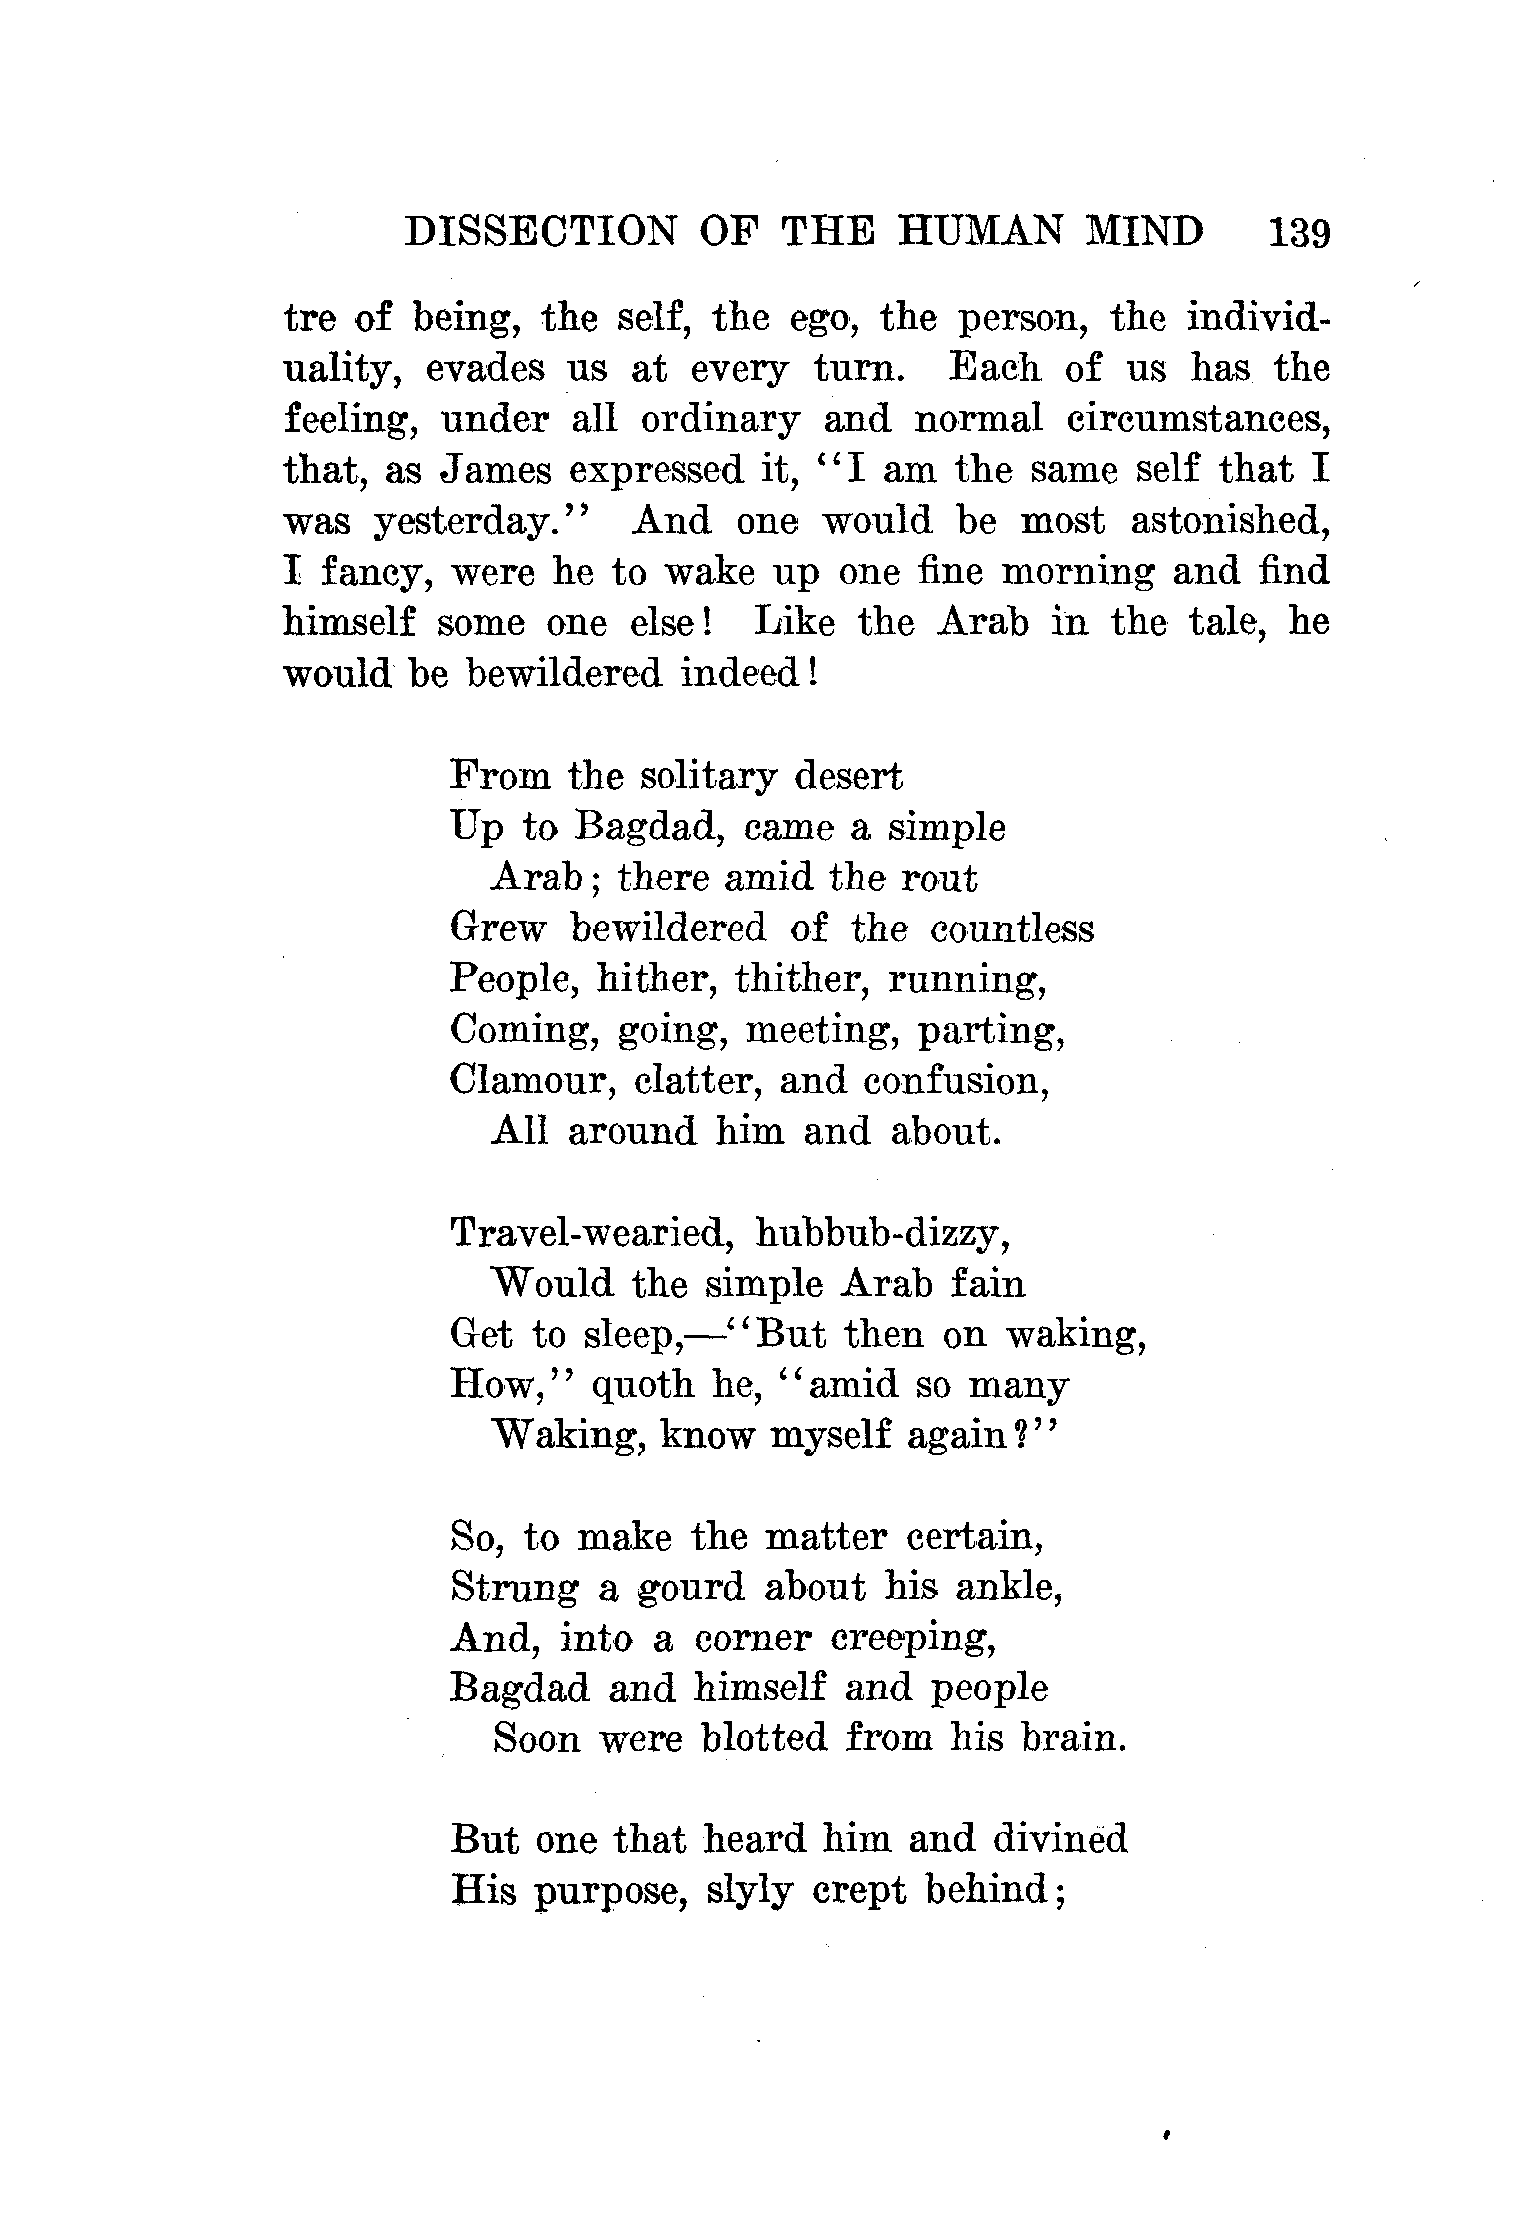 DISSECTION OF THE HUMAN MIND 139
tre of being, the self, the ego, the person, the individ-
uality, evades us at every turn. Each of us has the
feeling, under all ordinary and normal circumstances,
that, as James expressed it, ‘‘I am the same self that I
was yesterday.’’ And one would be most astonished,
I fancy, were he to wake up one fine morning and find
himself some one else! Like the Arab in the tale, he
would be bewildered indeed!
From the solitary desert
Up to Bagdad, came a simple
Arab; there amid the rout
Grew bewildered of the countless
People, hither, thither, running,
Coming, going, meeting, parting,
Clamour, clatter, and confusion,
All around him and about.
Travel-wearied, hubbub-dizzy,
Would the simple Arab fain
Get to sleep,—‘‘But then on waking,
How,’’ quoth he, ‘‘amid so many
Waking, know myself again?’’
So, to make the matter certain,
Strung a gourd about his ankle,
And, into a corner creeping,
Bagdad and himself and people
Soon were blotted from his brain.
But one that heard him and divined
His purpose, slyly crept behind;